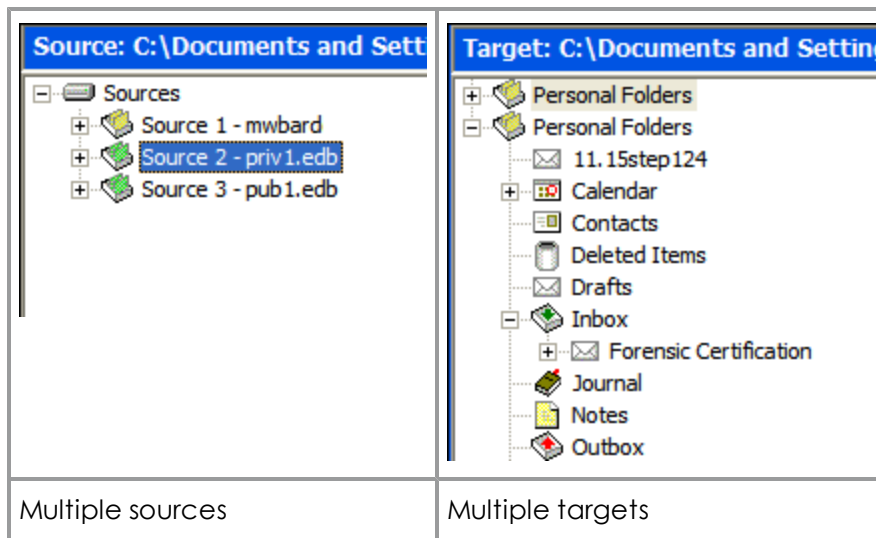 Source: C:\Documents and Sett
Sources
Source 1 - mwbard
Source 2 - priv1.edb
Source 3 - pub1.edb
Multiple sources
Target: C:\Documents and Setting
Personal Folders
Personal Folders
11.15step124
Calendar
Contacts
Deleted Items
Drafts
Inbox
Forensic Certification
Journal
Notes
Outbox
Multiple targets